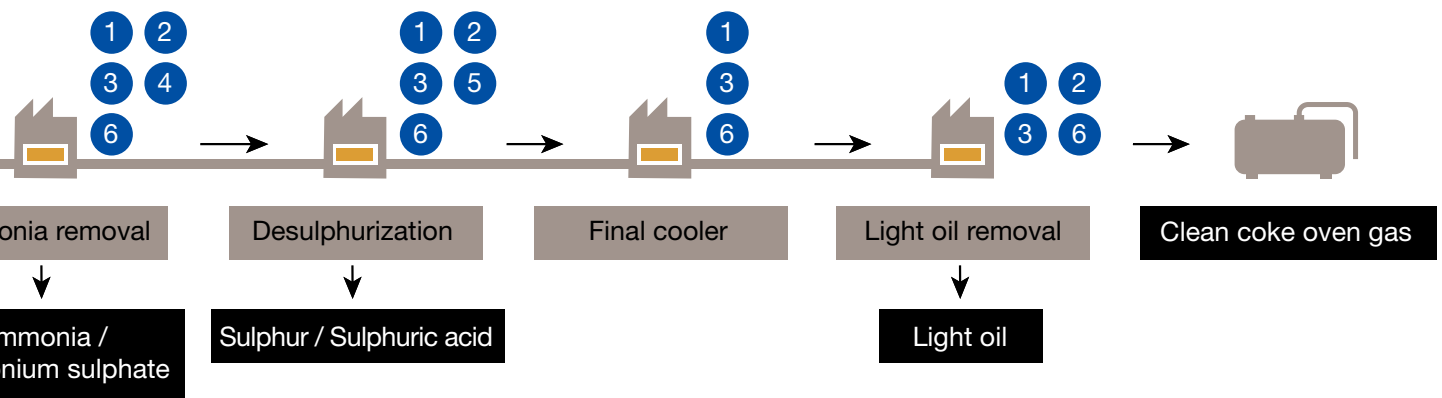 1 2 1 2 1
3 4 3 5 3 1 2
6 6 6 3 6
onia removal Desulphurization Final cooler Light oil removal Clean coke oven gas
mmonia / Sulphur / Sulphuric acid Light oil
nium sulphate